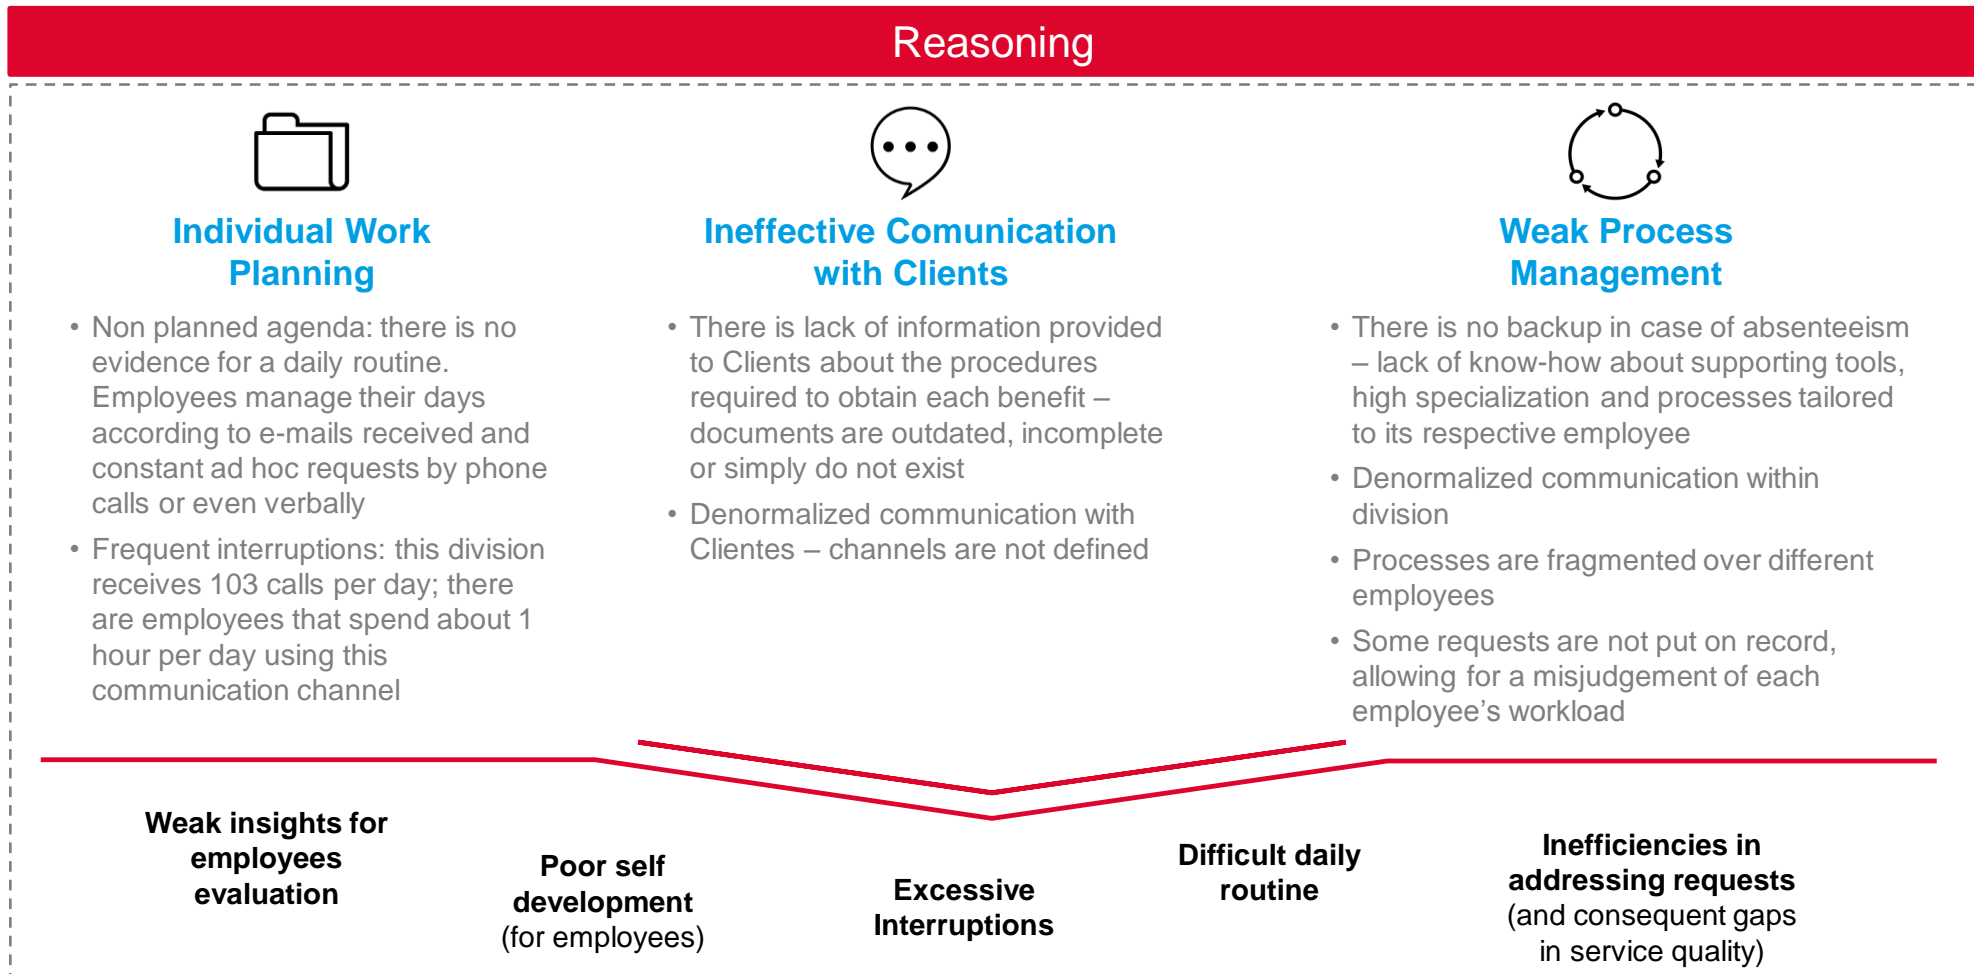 Reasoning
Individual Work
Planning
• Non planned agenda: there is no
evidence for a daily routine.
Employees manage their days
according to e-mails received and
constant ad hoc requests by phone
calls or even verbally
• Frequent interruptions: this division
receives 103 calls per day; there
are employees that spend about 1
hour per day using this
communication channel
Ineffective Comunication
with Clients
• There is lack of information provided
to Clients about the procedures
required to obtain each benefit –
documents are outdated, incomplete
or simply do not exist
• Denormalized communication with
Clientes – channels are not defined
Weak Process
Management
• There is no backup in case of absenteeism
– lack of know-how about supporting tools,
high specialization and processes tailored
to its respective employee
• Denormalized communication within
division
• Processes are fragmented over different
employees
• Some requests are not put on record,
allowing for a misjudgement of each
employee’s workload
Weak insights for
employees
evaluation
Poor self
development
(for employees)
Excessive
Interruptions
Difficult daily
routine
Inefficiencies in
addressing requests
(and consequent gaps
in service quality)